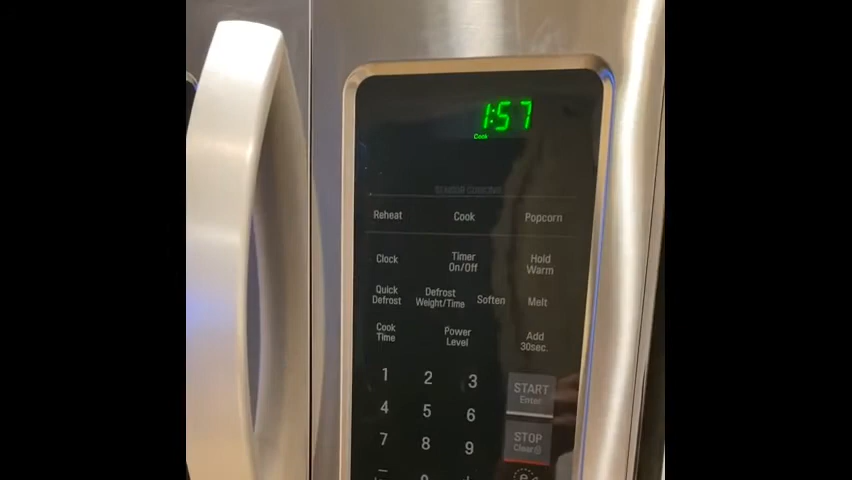 1:57
Cook
SENSOR COOKING
Reheat Cook Popcorn
Clock Timer On/Off Hold Warm
Quick Defrost Defrost Weight/Time Soften Melt
Cook Time Power Level Add 30sec.
1 2 3 START Enter
4 5 6
7 8 9 STOP Clear